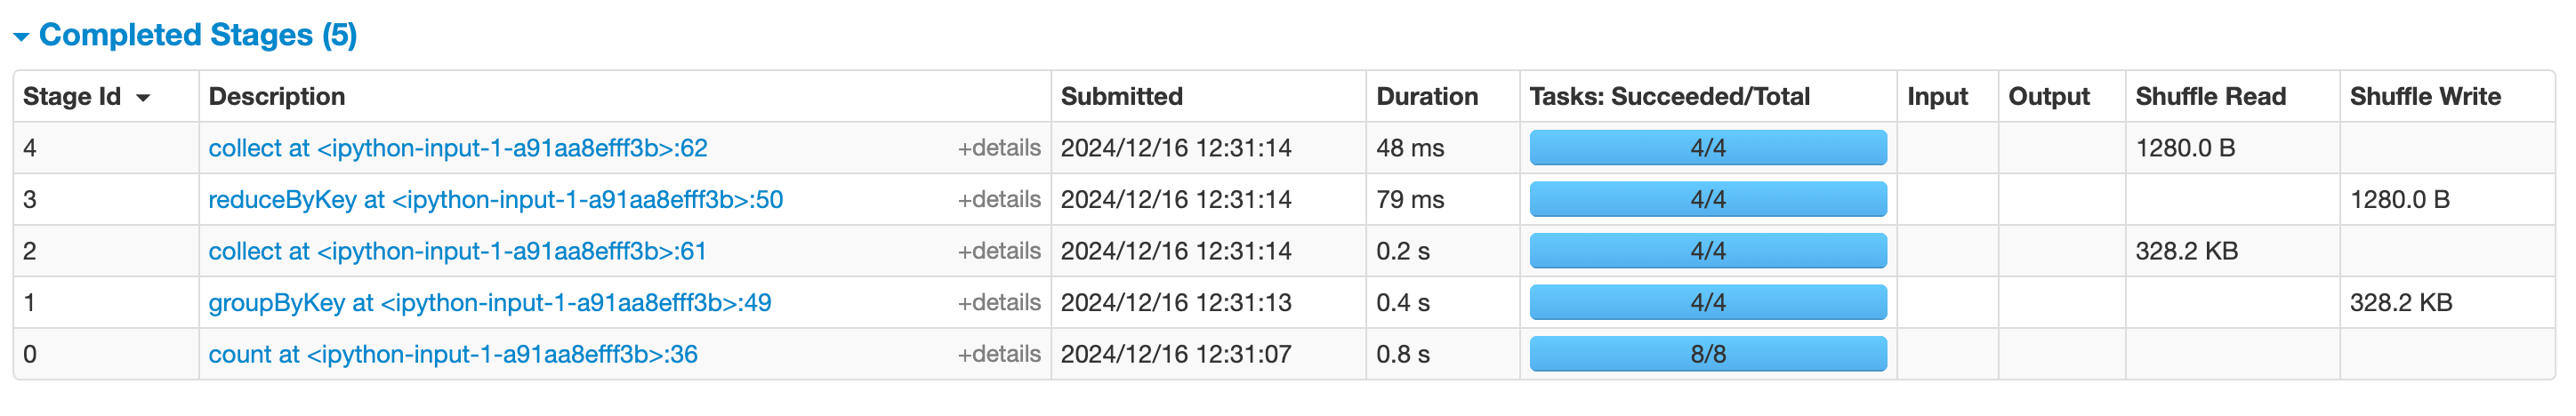 Completed Stages (5)
Stage Id Description Submitted Duration Tasks: Succeeded/Total Input Output Shuffle Read Shuffle Write
4 collect at <ipython-input-1-a91aa8efff3b>:62 +details 2024/12/16 12:31:14 48 ms 4/4 1280.0 B
3 reduceByKey at <ipython-input-1-a91aa8efff3b>:50 +details 2024/12/16 12:31:14 79 ms 4/4 1280.0 B
2 collect at <ipython-input-1-a91aa8efff3b>:61 +details 2024/12/16 12:31:14 0.2 s 4/4 328.2 KB
1 groupByKey at <ipython-input-1-a91aa8efff3b>:49 +details 2024/12/16 12:31:13 0.4 s 4/4 328.2 KB
0 count at <ipython-input-1-a91aa8efff3b>:36 +details 2024/12/16 12:31:07 0.8 s 8/8